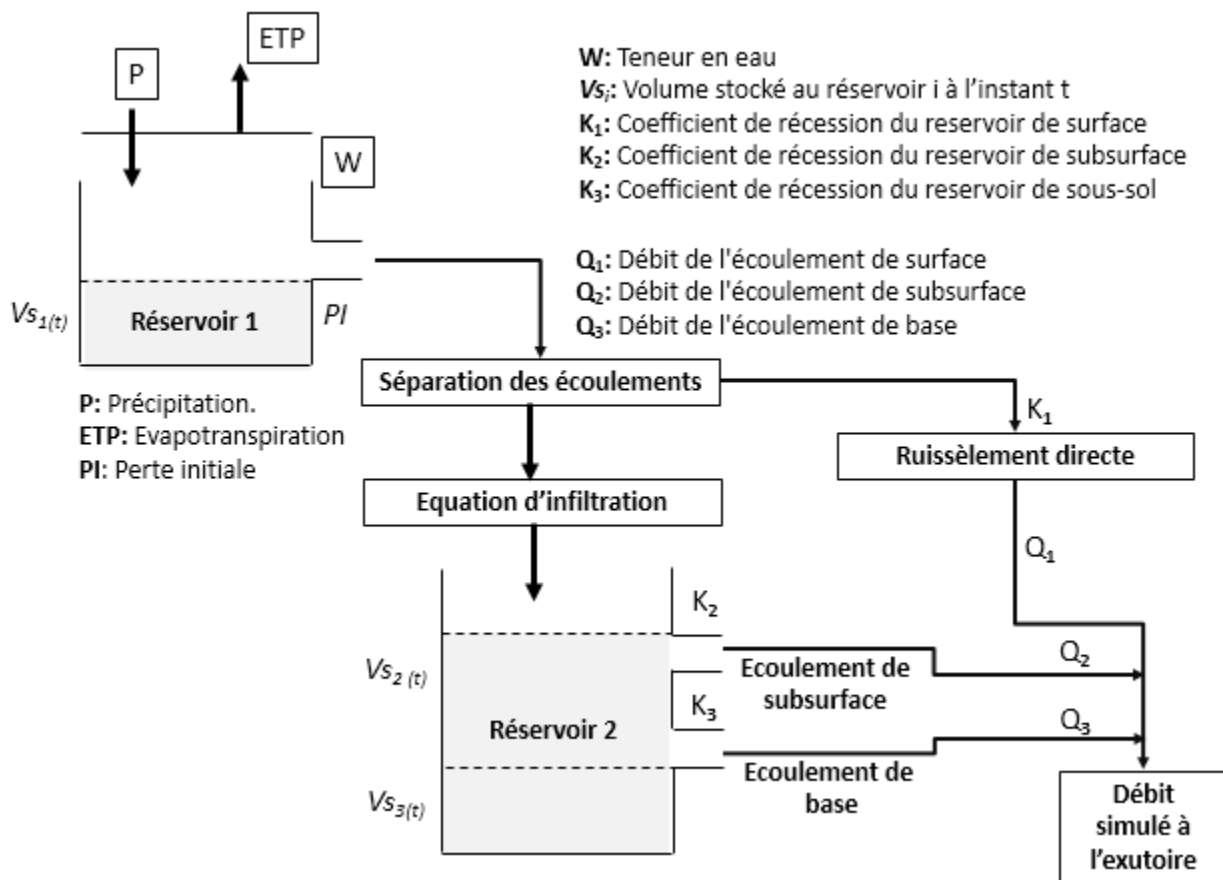 ETP
P
W
W: Teneur en eau
Vsi: Volume stocké au réservoir i à l'instant t
K1: Coefficient de récession du reservoir de surface
K2: Coefficient de récession du reservoir de subsurface
K3: Coefficient de récession du reservoir de sous-sol
Q1: Débit de l'écoulement de surface
Q2: Débit de l'écoulement de subsurface
Q3: Débit de l'écoulement de base
Vs1(t)
Réservoir 1
PI
P: Précipitation.
ETP: Evapotranspiration
PI: Perte initiale
Séparation des écoulements
K1
Ruissèlement directe
Equation d'infiltration
Q1
K2
Vs2 (t)
Ecoulement de
subsurface
Q2
K3
Réservoir 2
Q3
Ecoulement de
base
Vs3(t)
Débit
simulé à
l'exutoire